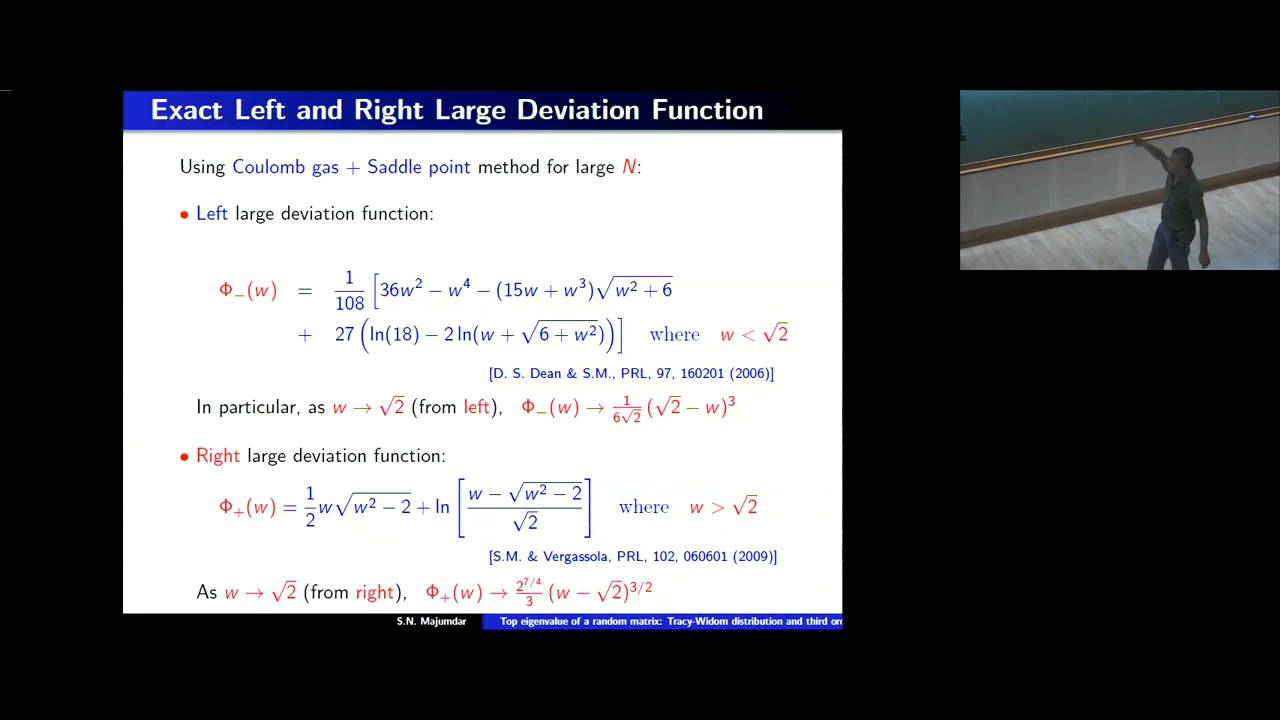 Exact Left and Right Large Deviation Function
Using Coulomb gas + Saddle point method for large N:
• Left large deviation function:
Φ₋(w) = 1/108 [36w² − w⁴ − (15w + w³)√(w² + 6)
+ 27 (ln(18) − 2 ln(w + √(6 + w²)))] where w < √2
[D. S. Dean & S.M., PRL, 97, 160201 (2006)]
In particular, as w → √2 (from left), Φ₋(w) → 1/(6√2) (√2 − w)³
• Right large deviation function:
Φ₊(w) = 1/2 w√(w² − 2) + ln [(w − √(w² − 2))/√2] where w > √2
[S.M. & Vergassola, PRL, 102, 060601 (2009)]
As w → √2 (from right), Φ₊(w) → 2^(7/4)/3 (w − √2)^(3/2)
S.N. Majumdar Top eigenvalue of a random matrix: Tracy-Widom distribution and third ord